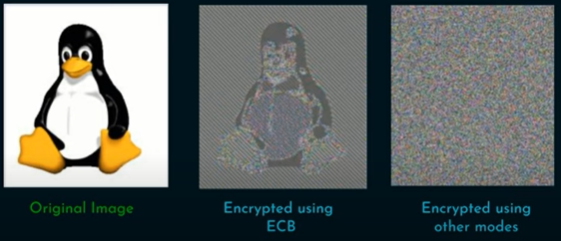 Original Image
Encrypted using
ECB
Encrypted using
other modes